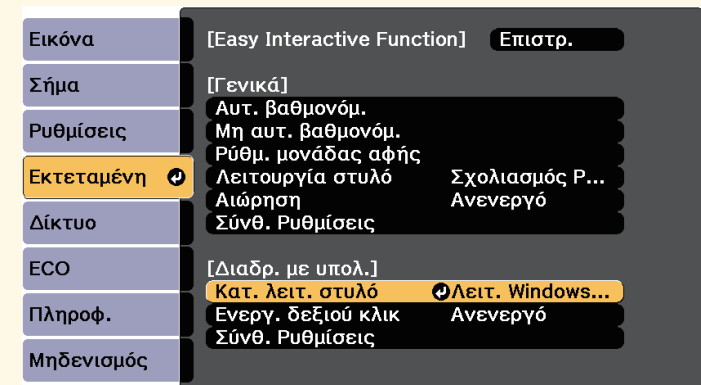 Εικόνα
Σήμα
Ρυθμίσεις
Εκτεταμένη
Δίκτυο
ECO
Πληροφ.
Μηδενισμός
[Easy Interactive Function] Επιστρ.
[Γενικά]
Αυτ. βαθμονόμ.
Μη αυτ. βαθμονόμ.
Ρύθμ. μονάδας αφής
Λειτουργία στυλό Σχολιασμός P...
Αιώρηση Ανενεργό
Σύνθ. Ρυθμίσεις
[Διαδρ. με υπολ.]
Κατ. λειτ. στυλό Λειτ. Windows...
Ενεργ. δεξιού κλικ Ανενεργό
Σύνθ. Ρυθμίσεις